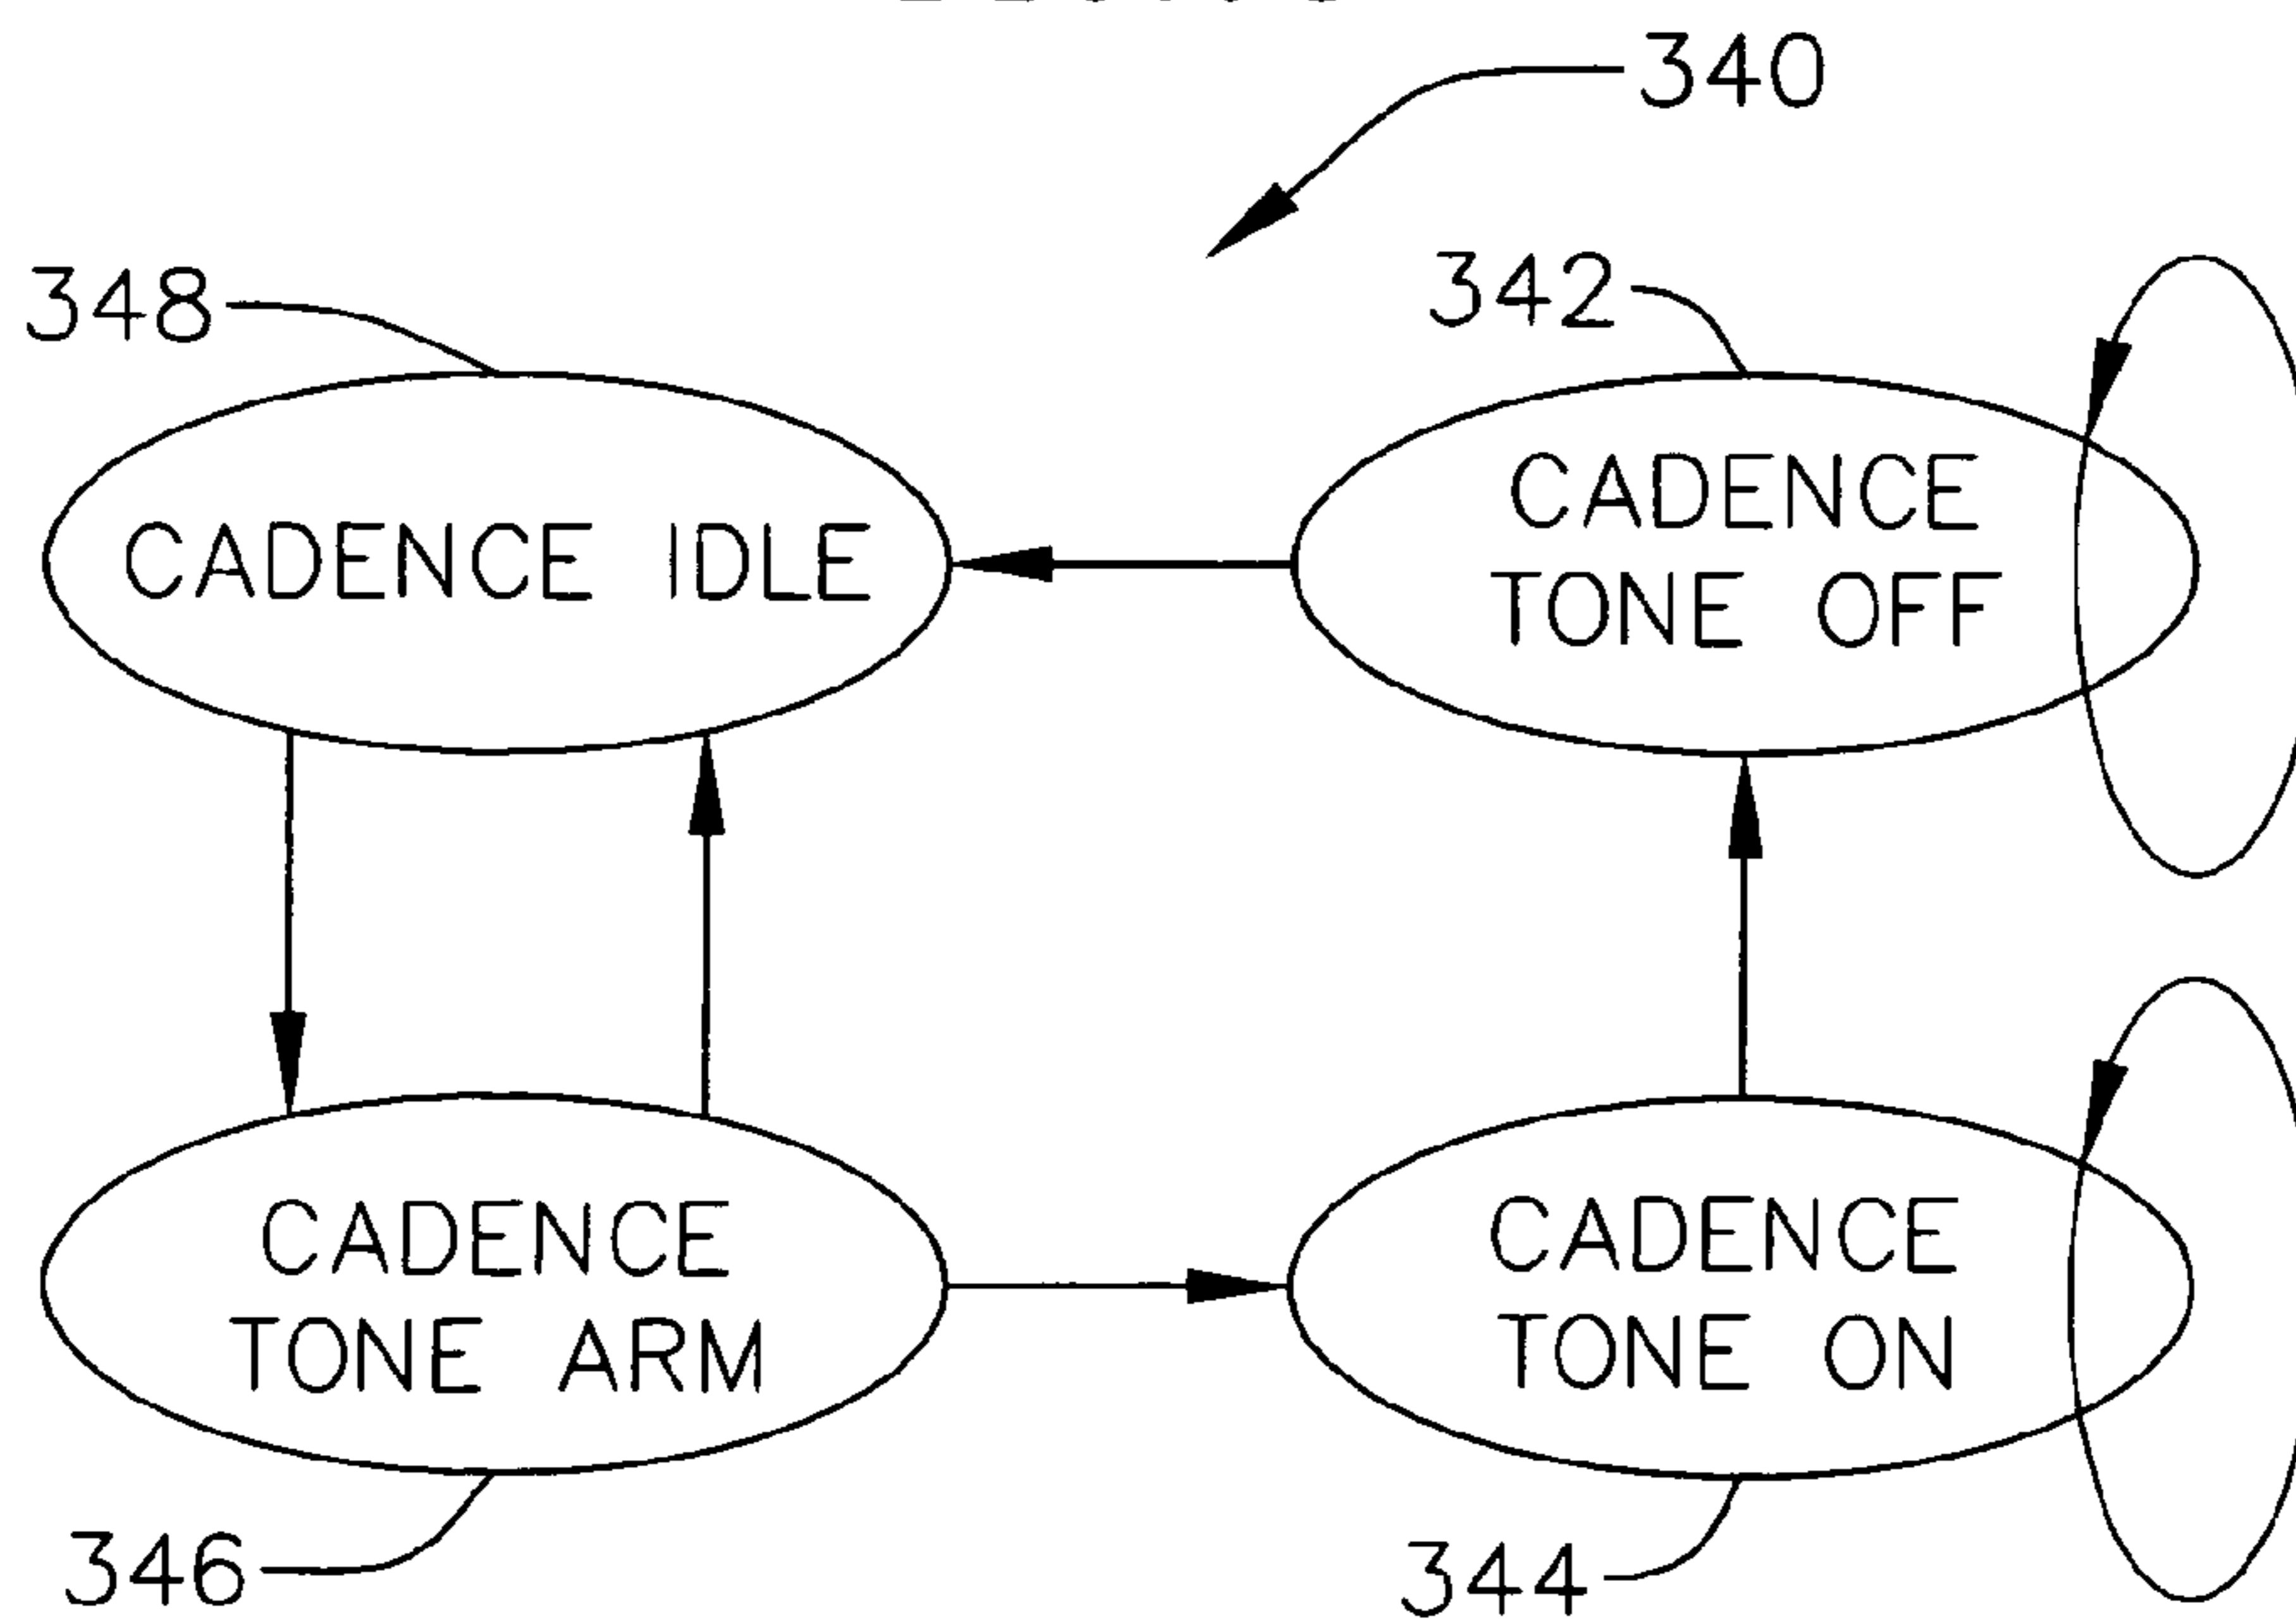 340
348
342
CADENCE IDLE
CADENCE
TONE OFF
CADENCE
TONE ARM
CADENCE
TONE ON
346
344